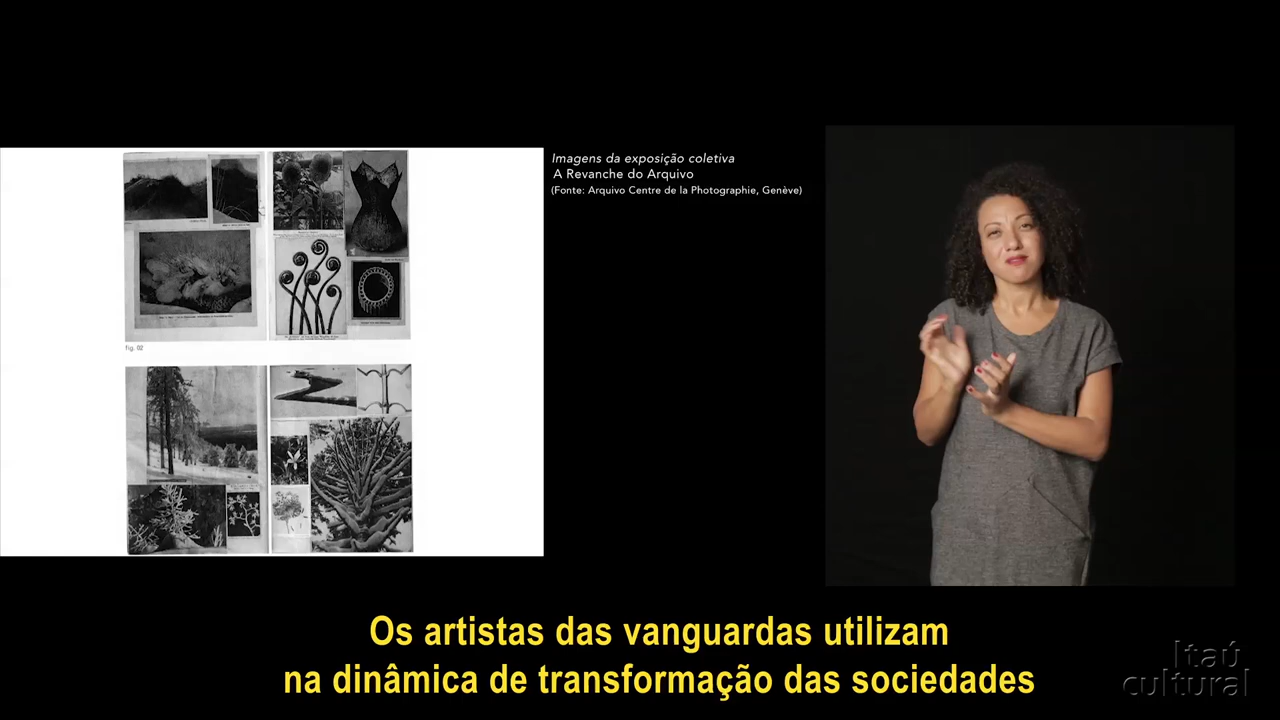 Imagens da exposição coletiva
A Revanche do Arquivo
(Fonte: Arquivo Centre de la Photographie, Genève)
fig. 02
Os artistas das vanguardas utilizam
na dinâmica de transformação das sociedades
Itaú
cultural